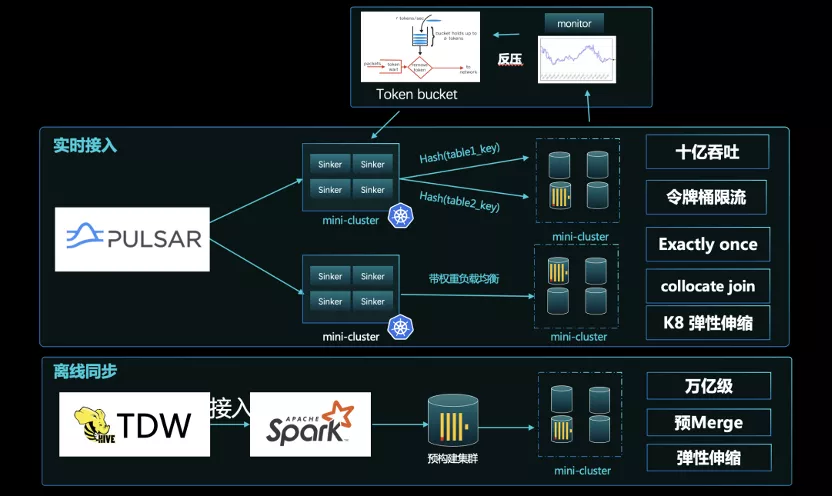 r tokens/sec
bucket holds up to
b tokens
packets
token
wait
remove
token
to
network
Token bucket
反压
monitor
实时接入
PULSAR
Sinker
Sinker
Sinker
Sinker
mini-cluster
Hash(table1_key)
Hash(table2_key)
mini-cluster
Sinker
Sinker
Sinker
Sinker
mini-cluster
带权重负载均衡
mini-cluster
十亿吞吐
令牌桶限流
Exactly once
collocate join
K8 弹性伸缩
离线同步
HIVE
TDW
接入
APACHE
Spark
预构建集群
mini-cluster
万亿级
预Merge
弹性伸缩